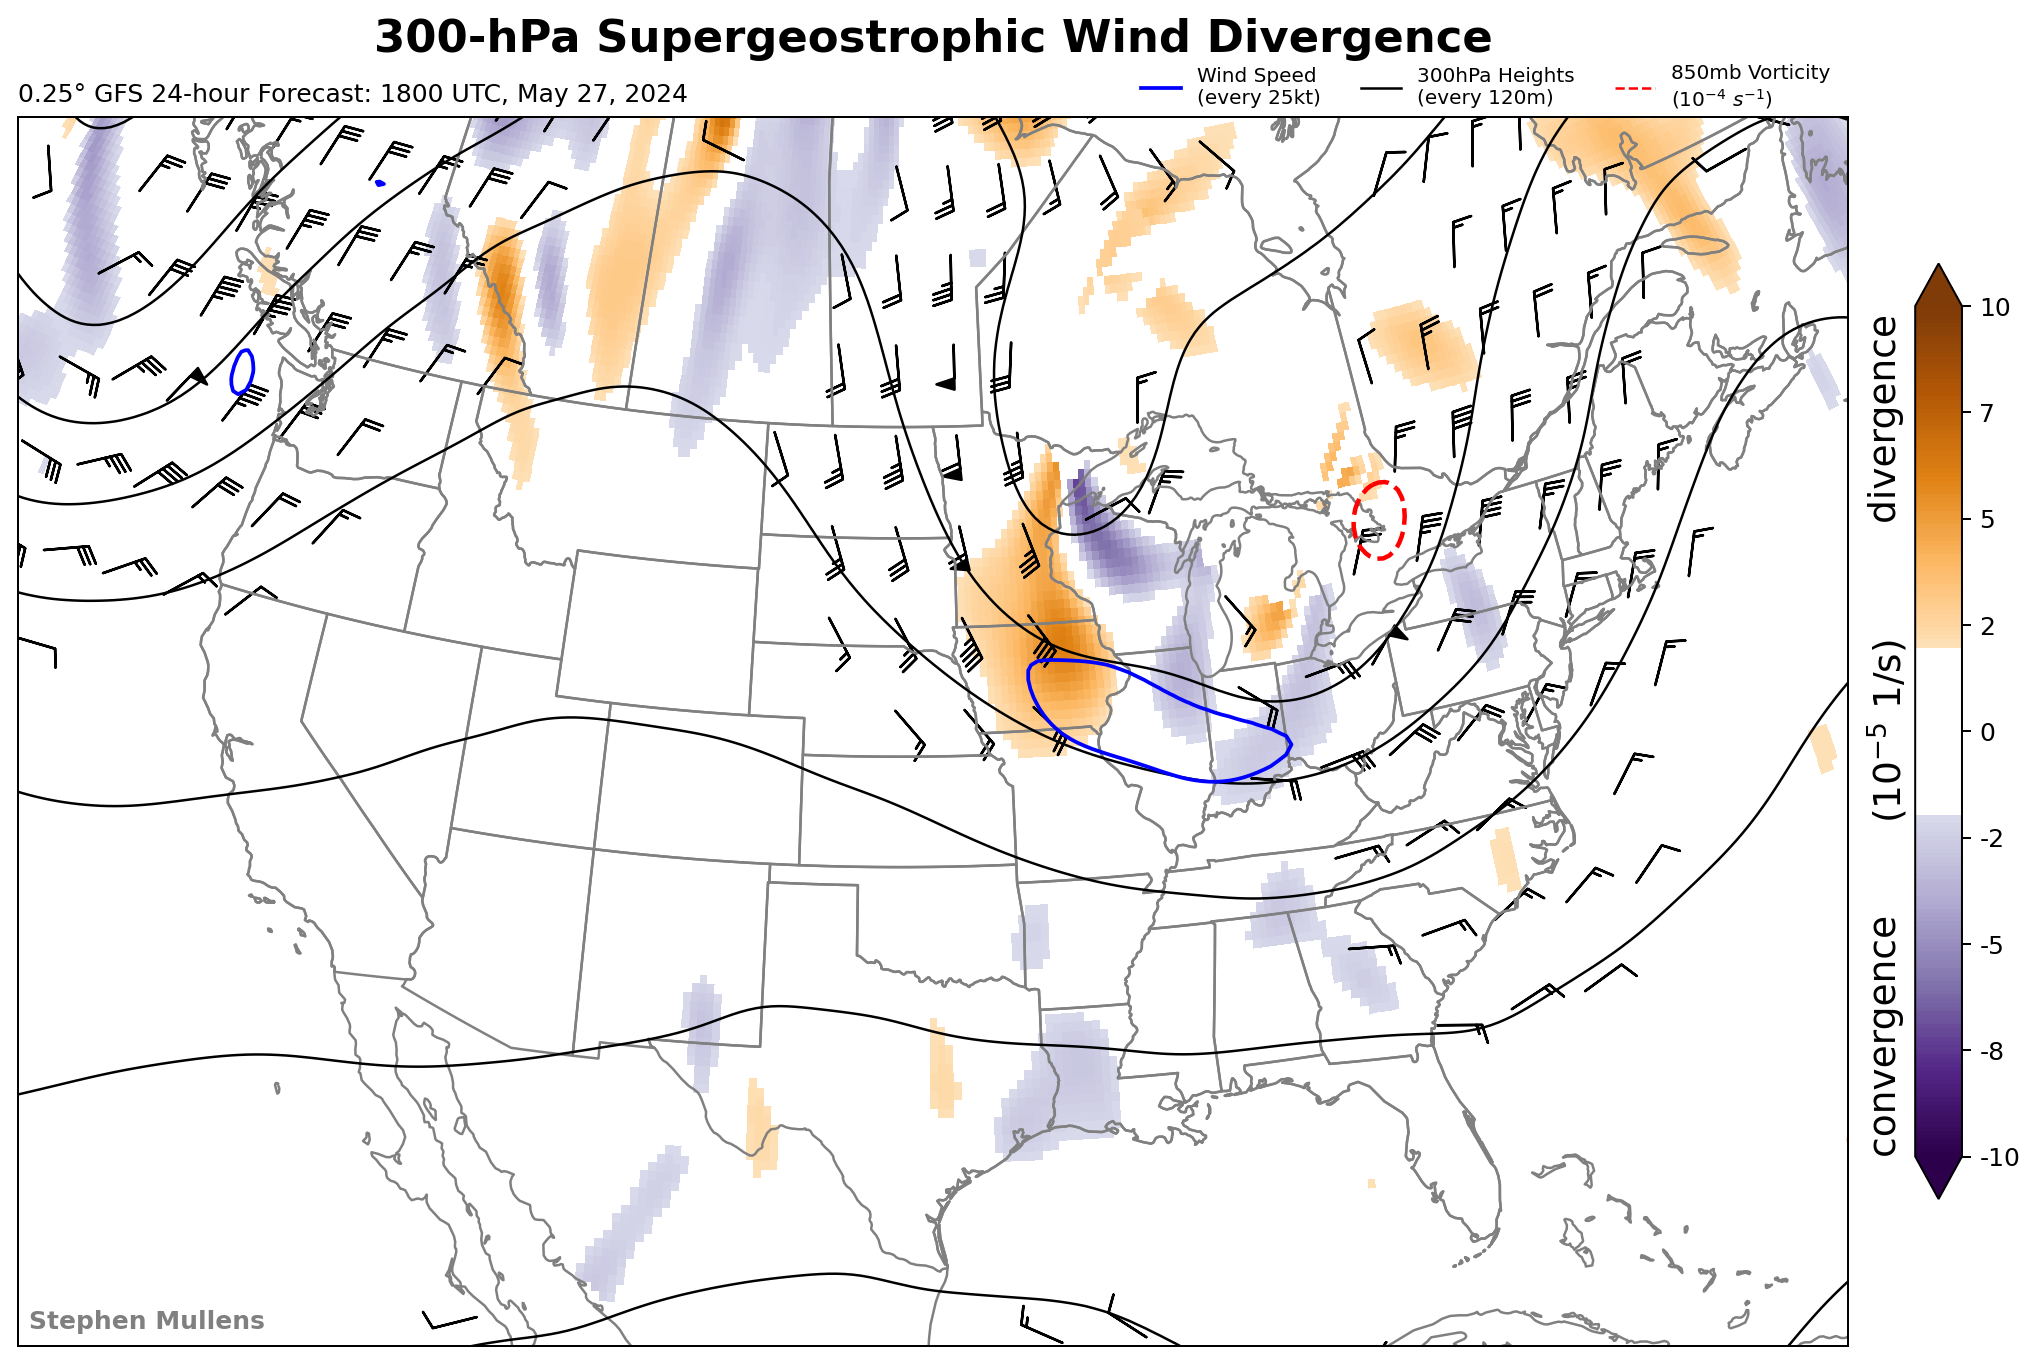 300-hPa Supergeostrophic Wind Divergence
0.25° GFS 24-hour Forecast: 1800 UTC, May 27, 2024
Wind Speed
(every 25kt)
300hPa Heights
(every 120m)
850mb Vorticity
(10⁻⁴ s⁻¹)
10
7
5
2
0
-2
-5
-8
-10
convergence (10⁻⁵ 1/s) divergence
Stephen Mullens